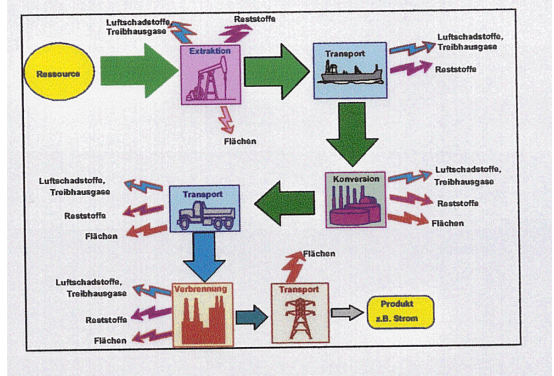 Luftschadstoffe,
Treibhausgase
Reststoffe
Ressource
Extraktion
Flächen
Transport
Luftschadstoffe,
Treibhausgase
Reststoffe
Konversion
Luftschadstoffe,
Treibhausgase
Reststoffe
Flächen
Transport
Luftschadstoffe,
Treibhausgase
Reststoffe
Flächen
Verbrennung
Luftschadstoffe,
Treibhausgase
Reststoffe
Flächen
Flächen
Transport
Produkt
z.B. Strom